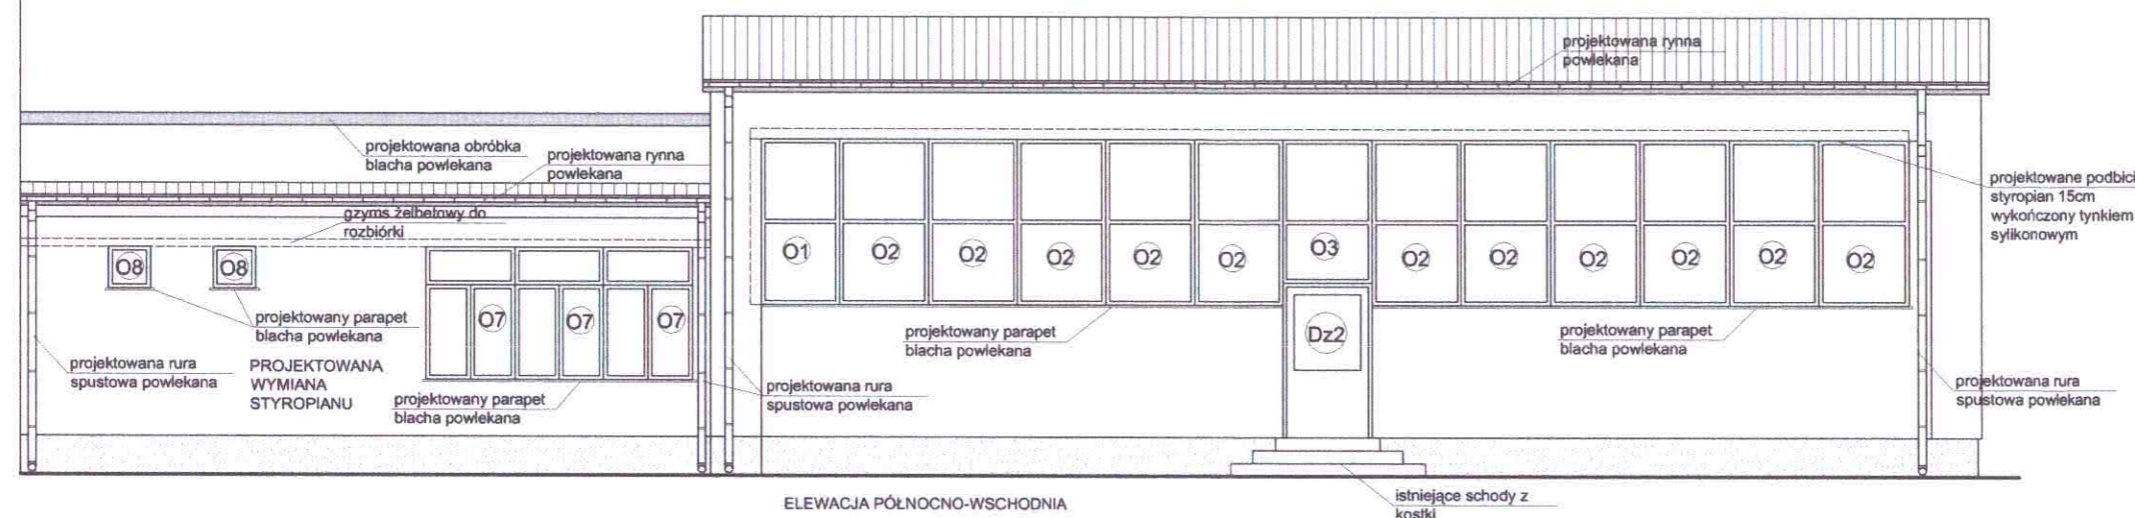 projektowana rynna
powlekana
projektowana obróbka
blacha powlekana
projektowana rynna
powlekana
gzyms żelbetowy do
rozbiórki
projektowane podbici
styropian 15cm
wykończony tynkiem
sylikonowym
O8 O8
O1 O2 O2 O2 O2 O2 O3 O2 O2 O2 O2 O2 O2
O7 O7 O7
Dz2
projektowany parapet
blacha powlekana
projektowany parapet
blacha powlekana
projektowany parapet
blacha powlekana
projektowana rura
spustowa powlekana
PROJEKTOWANA
WYMIANA
STYROPIANU
projektowany parapet
blacha powlekana
projektowana rura
spustowa powlekana
projektowana rura
spustowa powlekana
ELEWACJA PÓŁNOCNO-WSCHODNIA
istniejące schody z
kostki